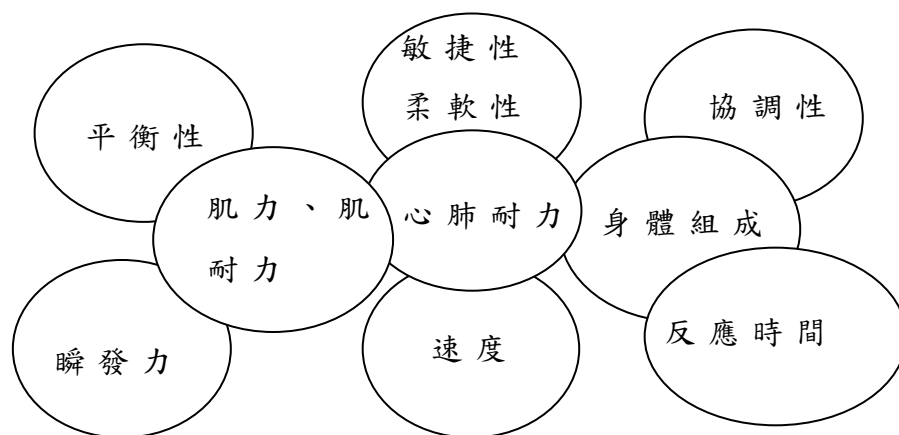 敏捷性
柔軟性
協調性
平衡性
肌力、肌
耐力
心肺耐力
身體組成
瞬發力
速度
反應時間